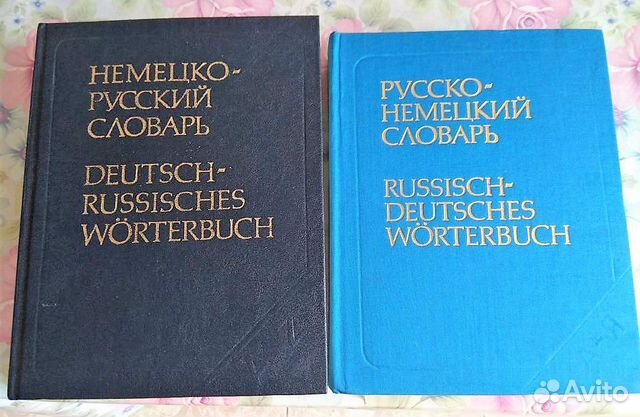 НЕМЕЦКО-
РУССКИЙ
СЛОВАРЬ
DEUTSCH-
RUSSISCHES
WÖRTERBUCH
РУССКО-
НЕМЕЦКИЙ
СЛОВАРЬ
RUSSISCH-
DEUTSCHES
WÖRTERBUCH
Avito